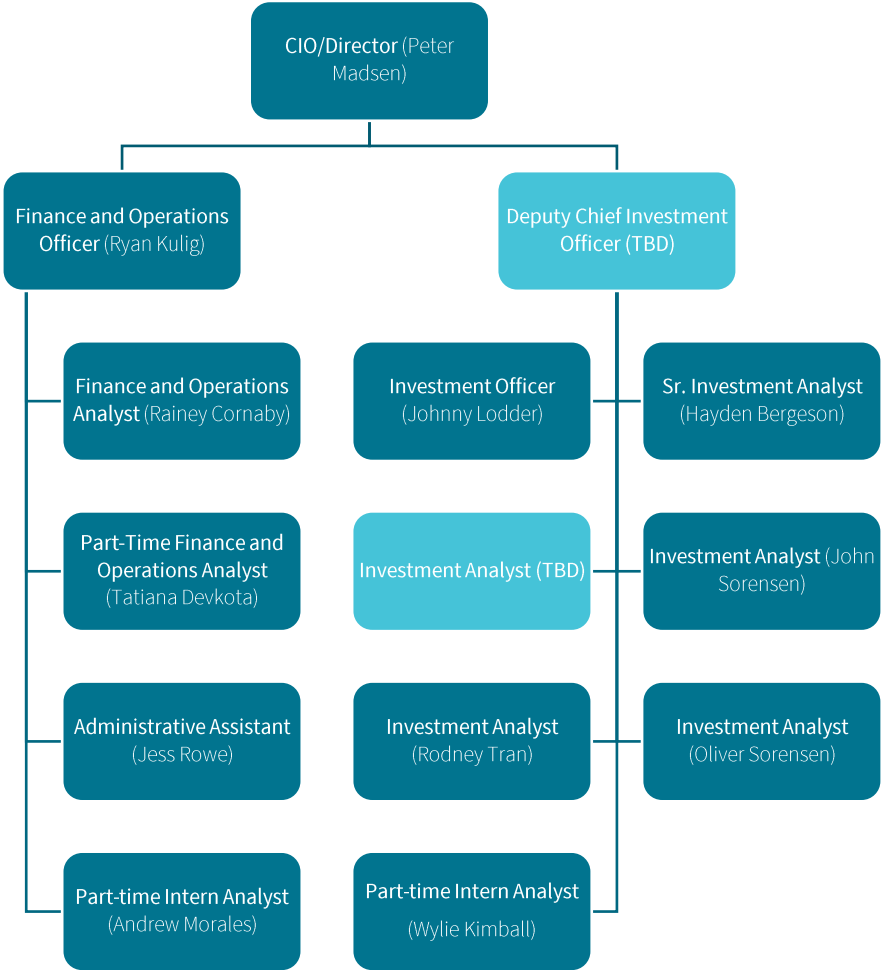 CIO/Director (Peter
Madsen)
Finance and Operations
Officer (Ryan Kulig)
Deputy Chief Investment
Officer (TBD)
Finance and Operations
Analyst (Rainey Cornaby)
Investment Officer
(Johnny Lodder)
Sr. Investment Analyst
(Hayden Bergeson)
Part-Time Finance and
Operations Analyst
(Tatiana Devkota)
Investment Analyst (TBD)
Investment Analyst (John
Sorensen)
Administrative Assistant
(Jess Rowe)
Investment Analyst
(Rodney Tran)
Investment Analyst
(Oliver Sorensen)
Part-time Intern Analyst
(Andrew Morales)
Part-time Intern Analyst
(Wylie Kimball)